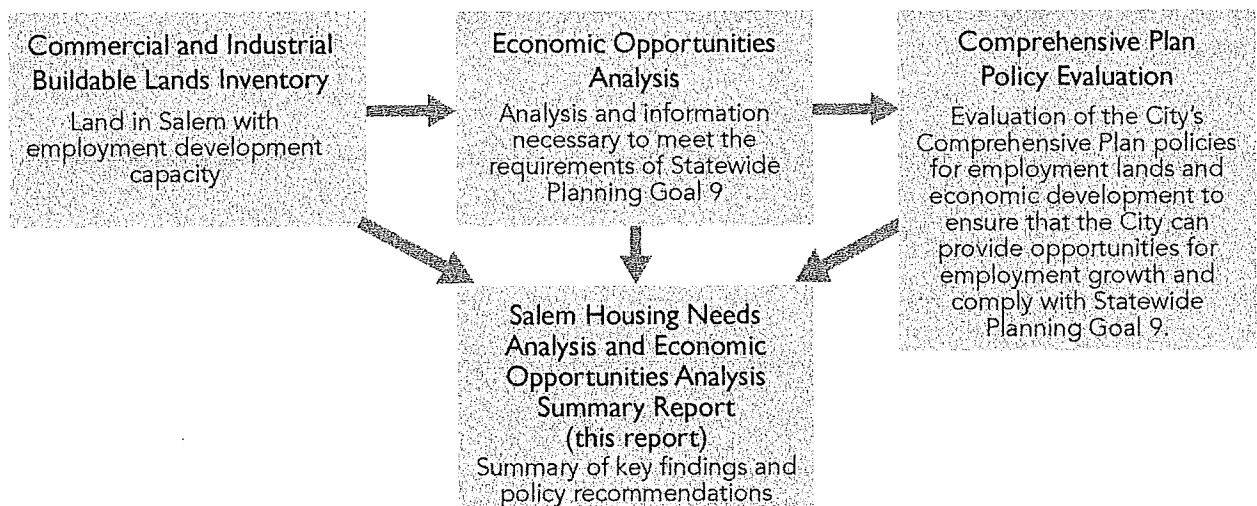 Commercial and Industrial
Buildable Lands Inventory
Land in Salem with
employment development
capacity
Economic Opportunities
Analysis
Analysis and information
necessary to meet the
requirements of Statewide
Planning Goal 9
Comprehensive Plan
Policy Evaluation
Evaluation of the City's
Comprehensive Plan policies
for employment lands and
economic development to
ensure that the City can
provide opportunities for
employment growth and
comply with Statewide
Planning Goal 9.
Salem Housing Needs
Analysis and Economic
Opportunities Analysis
Summary Report
(this report)
Summary of key findings and
policy recommendations